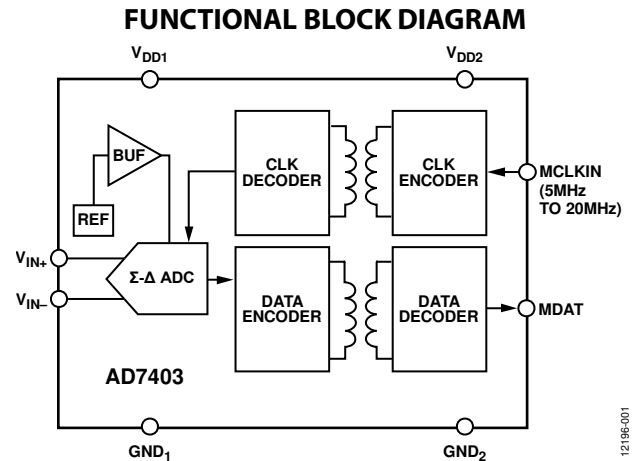 FUNCTIONAL BLOCK DIAGRAM
VDD1
VDD2
BUF
REF
CLK
DECODER
CLK
ENCODER
MCLKIN
(5MHz
TO 20MHz)
VIN+
VIN–
Σ-Δ ADC
DATA
ENCODER
DATA
DECODER
MDAT
AD7403
GND1
GND2
12196-001